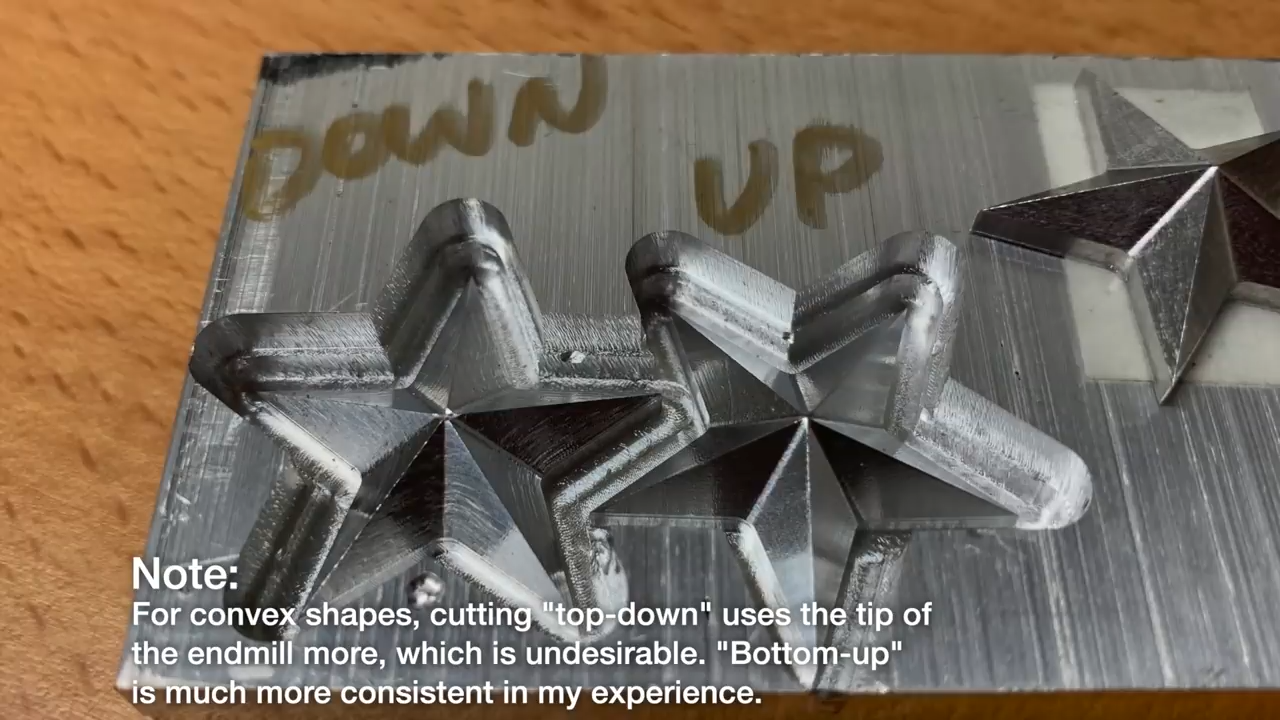 DOWN
UP
Note:
For convex shapes, cutting "top-down" uses the tip of
the endmill more, which is undesirable. "Bottom-up"
is much more consistent in my experience.